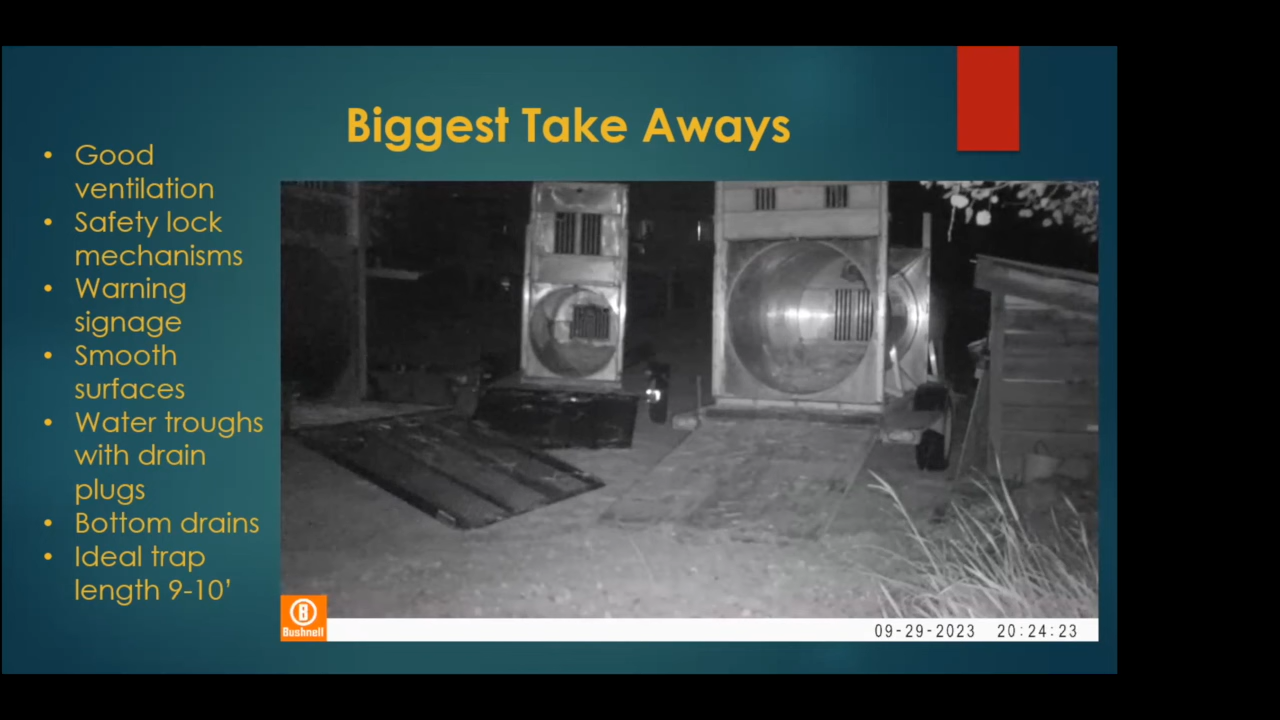 Biggest Take Aways
• Good
ventilation
• Safety lock
mechanisms
• Warning
signage
• Smooth
surfaces
• Water troughs
with drain
plugs
• Bottom drains
• Ideal trap
length 9-10’
B
Bushnell
09-29-2023 20:24:23